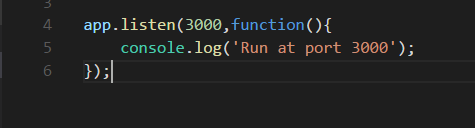 3
4 app.listen(3000,function(){
5     console.log('Run at port 3000');
6 });